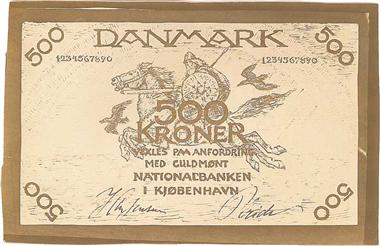 500 DANMARK 500
1234567890 1234567890
500
KRONER
VEXLES PAA ANFORDRING
MED GULDMØNT
NATIONALBANKEN
I KJØBENHAVN
500 500